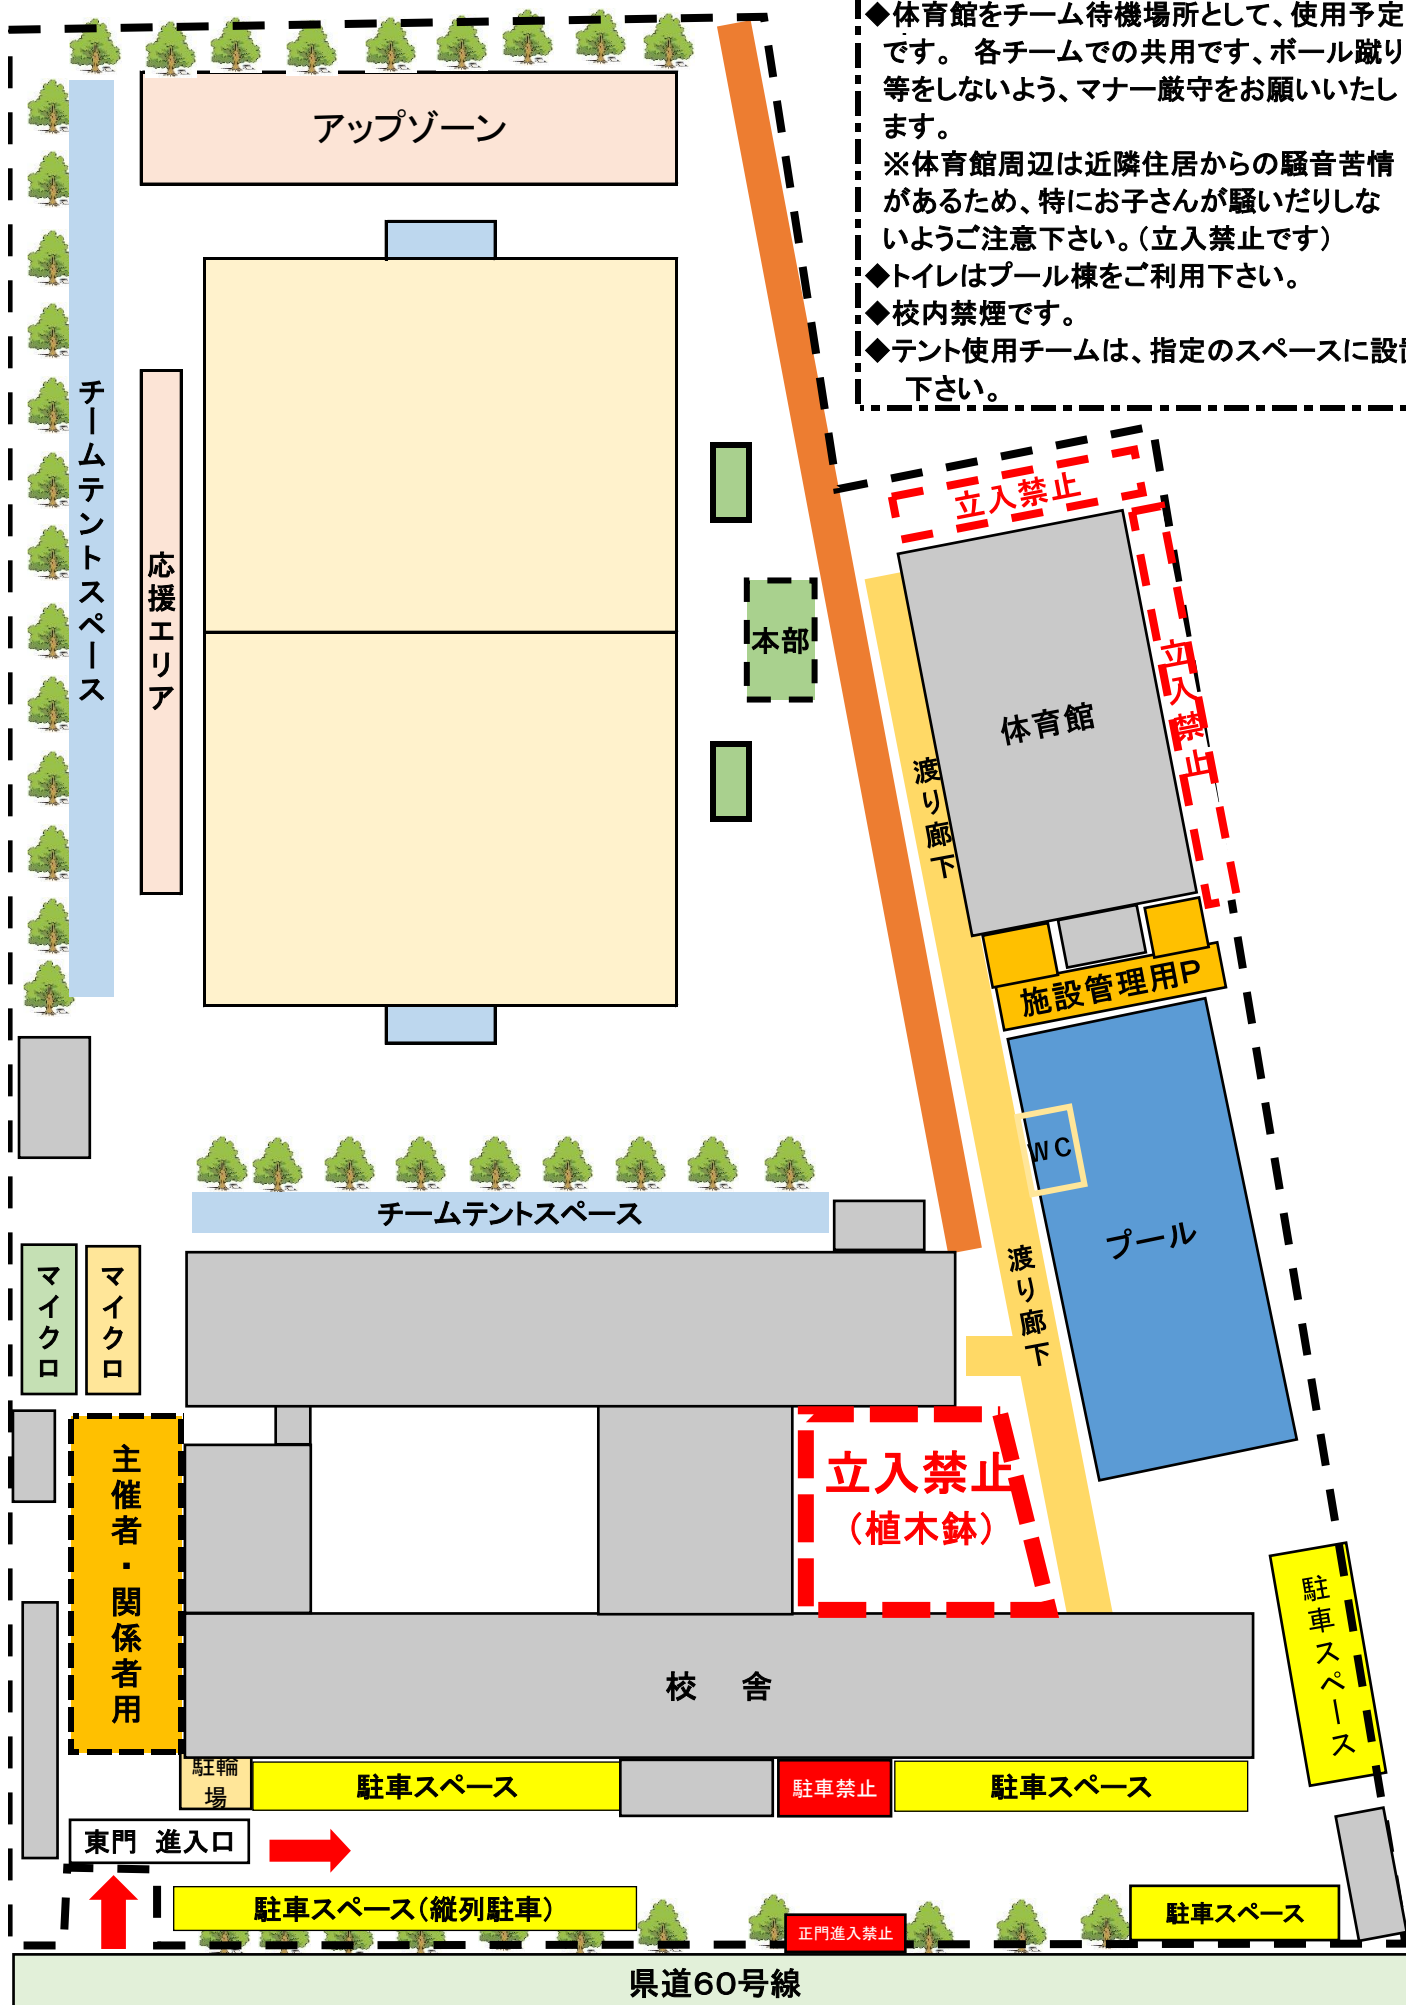 ◆体育館をチーム待機場所として、使用予定
です。 各チームでの共用です、ボール蹴り
等をしないよう、マナー厳守をお願いいたし
ます。
※体育館周辺は近隣住居からの騒音苦情
があるため、特にお子さんが騒いだりしな
いようご注意下さい。（立入禁止です）
◆トイレはプール棟をご利用下さい。
◆校内禁煙です。
◆テント使用チームは、指定のスペースに設置
下さい。
アップゾーン
チームテントスペース
応援エリア
本部
立入禁止
立入禁止
体育館
渡り廊下
施設管理用P
WC
プール
チームテントスペース
渡り廊下
マイクロ
マイクロ
主催者・関係者用
立入禁止
（植木鉢）
校 舎
駐車スペース
駐輪
場
駐車スペース
駐車禁止
駐車スペース
東門 進入口
駐車スペース（縦列駐車）
正門進入禁止
駐車スペース
県道60号線